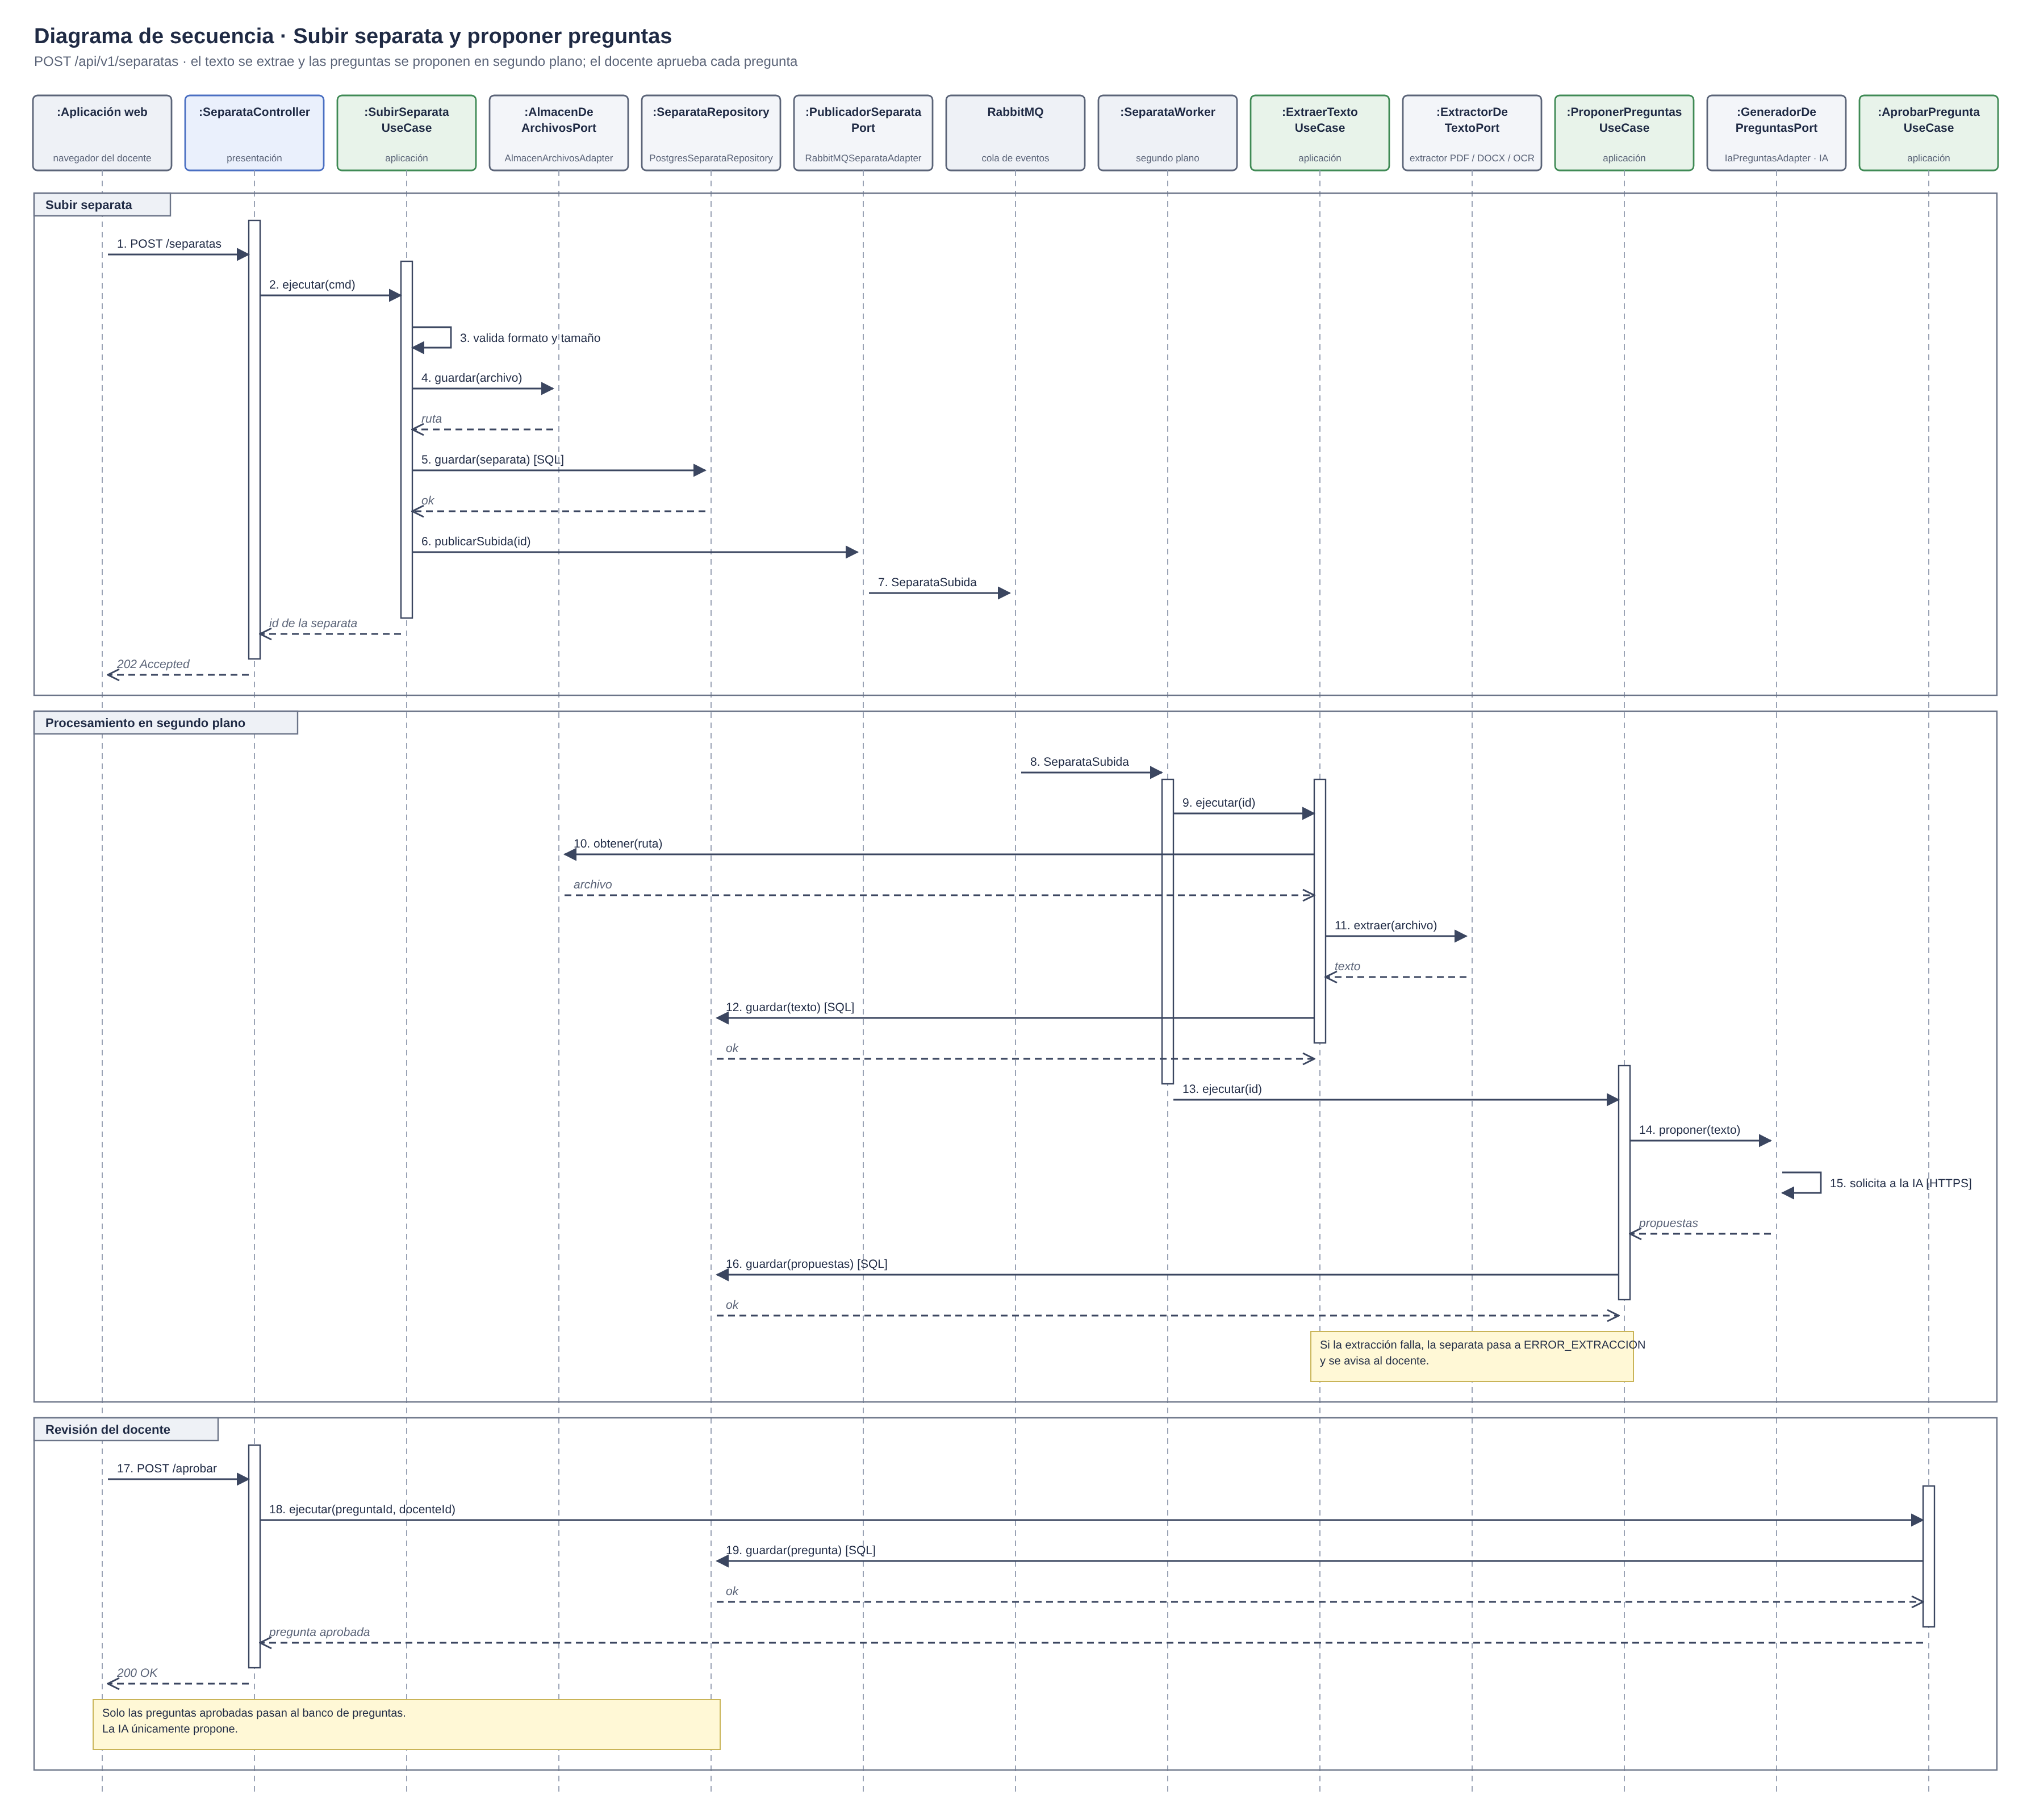 Diagrama de secuencia · Subir separata y proponer preguntas
POST /api/v1/separatas · el texto se extrae y las preguntas se proponen en segundo plano; el docente aprueba cada pregunta
:Aplicación web
navegador del docente
:SeparataController
presentación
:SubirSeparata
UseCase
aplicación
:AlmacenDe
ArchivosPort
AlmacenArchivosAdapter
:SeparataRepository
PostgresSeparataRepository
:PublicadorSeparata
Port
RabbitMQSeparataAdapter
RabbitMQ
cola de eventos
:SeparataWorker
segundo plano
:ExtraerTexto
UseCase
aplicación
:ExtractorDe
TextoPort
extractor PDF / DOCX / OCR
:ProponerPreguntas
UseCase
aplicación
:GeneradorDe
PreguntasPort
IaPreguntasAdapter · IA
:AprobarPregunta
UseCase
aplicación
Subir separata
1. POST /separatas
2. ejecutar(cmd)
3. valida formato y tamaño
4. guardar(archivo)
ruta
5. guardar(separata) [SQL]
ok
6. publicarSubida(id)
7. SeparataSubida
id de la separata
202 Accepted
Procesamiento en segundo plano
8. SeparataSubida
9. ejecutar(id)
10. obtener(ruta)
archivo
11. extraer(archivo)
texto
12. guardar(texto) [SQL]
ok
13. ejecutar(id)
14. proponer(texto)
15. solicita a la IA [HTTPS]
propuestas
16. guardar(propuestas) [SQL]
ok
Si la extracción falla, la separata pasa a ERROR_EXTRACCION
y se avisa al docente.
Revisión del docente
17. POST /aprobar
18. ejecutar(preguntaId, docenteId)
19. guardar(pregunta) [SQL]
ok
pregunta aprobada
200 OK
Solo las preguntas aprobadas pasan al banco de preguntas.
La IA únicamente propone.